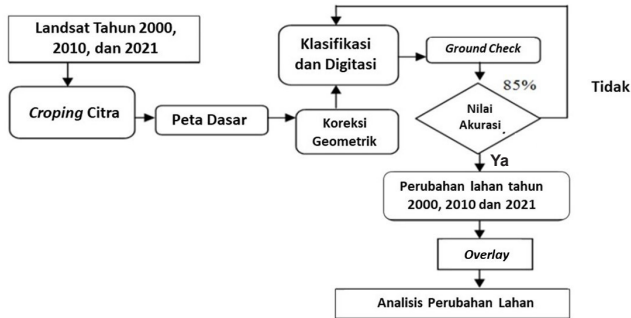 Landsat Tahun 2000,
2010, dan 2021
Croping Citra
Peta Dasar
Koreksi
Geometrik
Klasifikasi
dan Digitasi
Ground Check
85%
Nilai
Akurasi
Tidak
Ya
Perubahan lahan tahun
2000, 2010 dan 2021
Overlay
Analisis Perubahan Lahan